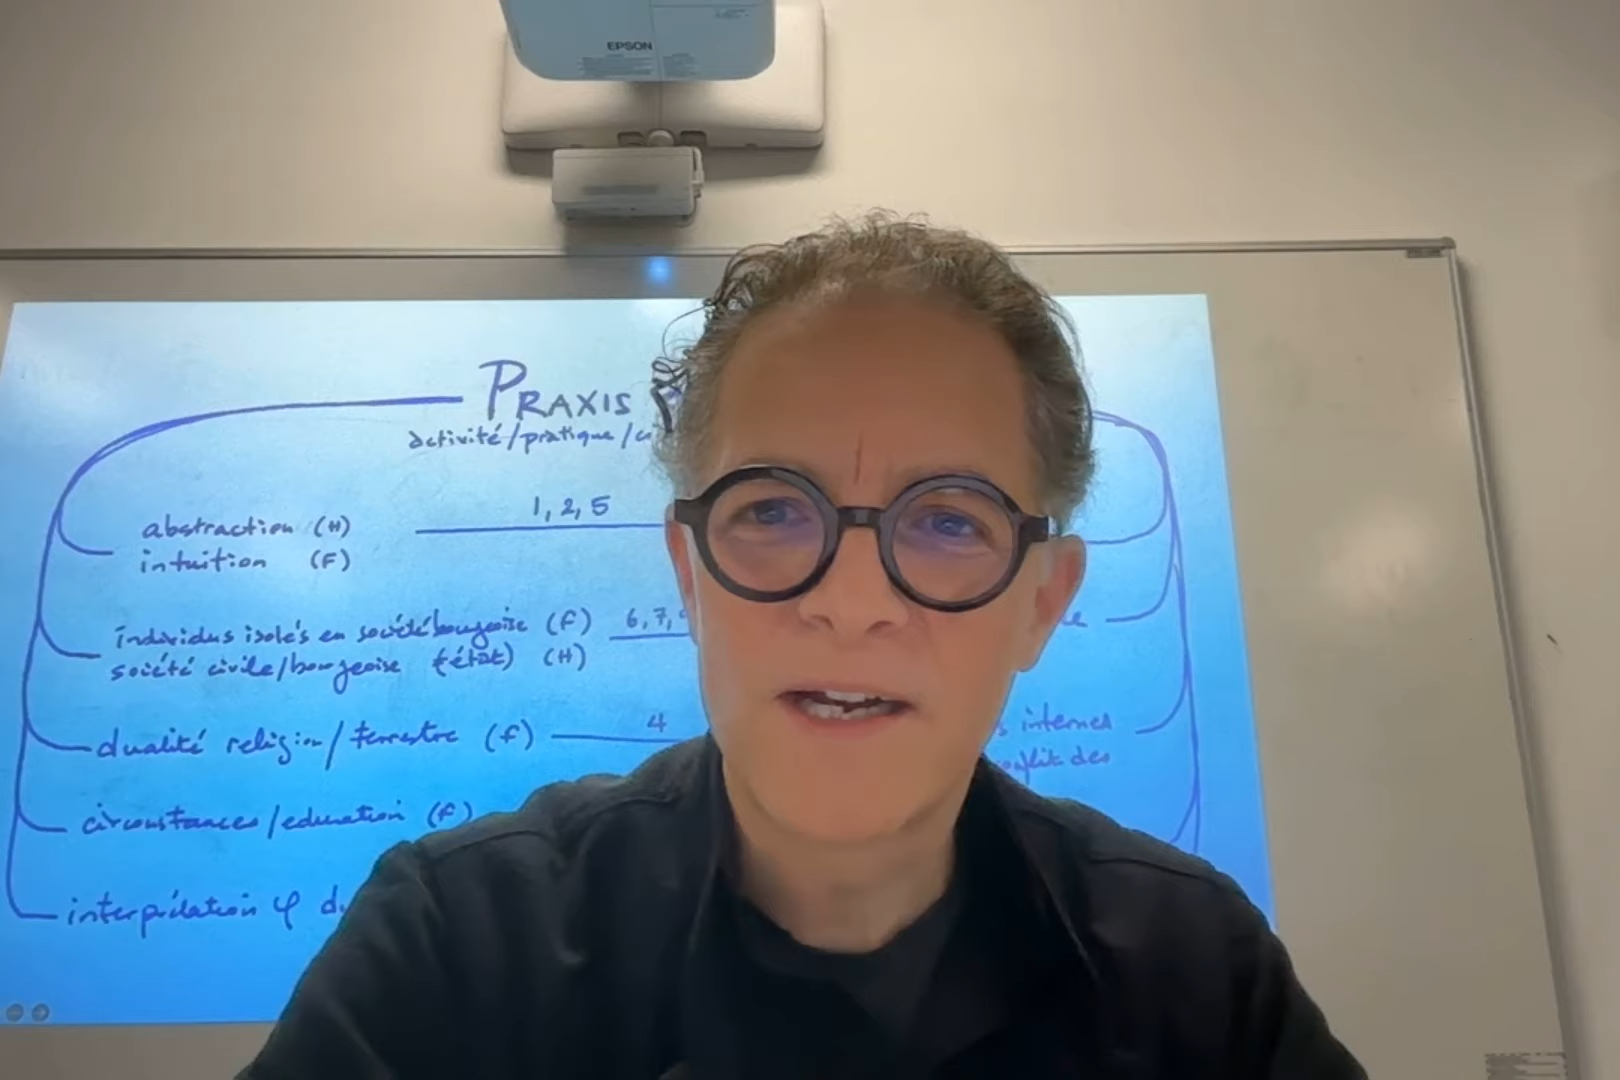 EPSON
PRAXIS
activité/pratique/
1, 2, 5
abstraction (H)
intuition (F)
individus isolés en société bourgeoise (F) 6, 7,
société civile/bourgeoise (état) (H)
dualité religion/terrestre (F) 4
internes
conflit des
circonstances/education (F)
interprétation φ